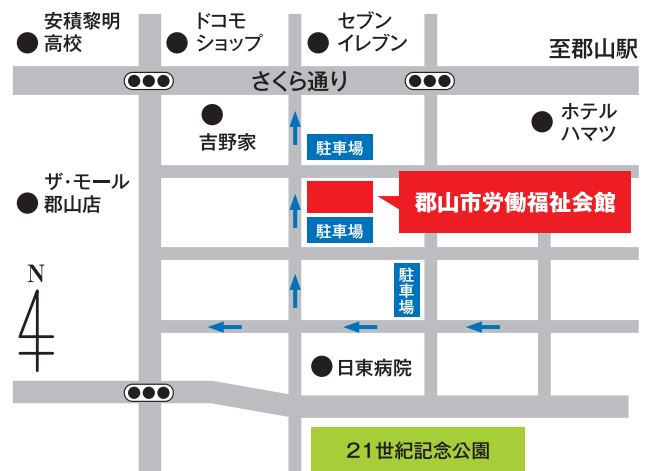 安積黎明
高校
ドコモ
ショップ
セブン
イレブン
至郡山駅
さくら通り
吉野家
駐車場
ホテル
ハマツ
ザ・モール
郡山店
郡山市労働福祉会館
駐車場
駐車場
N
日東病院
21世紀記念公園